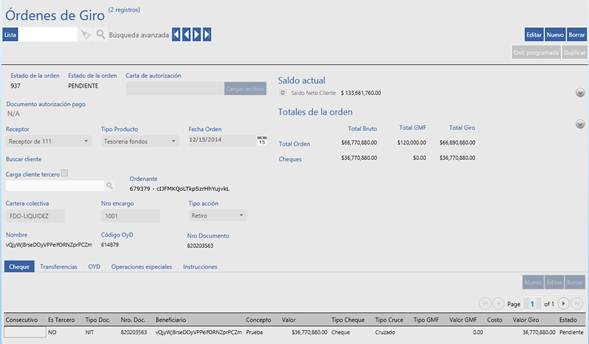 Órdenes de Giro (2 registros)
Lista Búsqueda avanzada Editar Nuevo Borrar
Ord. programada Duplicar
Estado de la orden Estado de la orden Carta de autorización
937 PENDIENTE Cargar archivo
Documento autorización pago
N/A
Receptor Tipo Producto Fecha Orden
Receptor de 111 Tesoreria fondos 12/15/2014 15
Buscar cliente
Carga cliente tercero Ordenante
679379 - cDFMKQoLTkpSzrHhYujvkL
Cartera colectiva Nro encargo Tipo acción
FDO-LIQUIDEZ 1001 Retiro
Nombre Código OyD Nro Documento
vQjyWjBrseDOyVPPeIfORNZprPCZm 614879 820203563
Saldo actual
Saldo Neto Cliente $ 133,661,760.00
Totales de la orden
Total Bruto Total GMF Total Giro
Total Orden $66,770,880.00 $120,000.00 $66,890,880.00
Cheques $36,770,880.00 $0.00 $36,770,880.00
Cheque Transferencias OYD Operaciones especiales Instrucciones
Nuevo Editar Borrar
Page 1 of 1
Consecutivo Es Tercero Tipo Doc. Nro. Doc. Beneficiario Concepto Valor Tipo Cheque Tipo Cruce Tipo GMF Valor GMF Costo Valor Giro Estado
NO NIT 820203563 vQjyWjBrseDOyVPPeIfORNZprPCZm Prueba $36,770,880.00 Cheque Cruzado 0.00 36,770,880.00 Pendiente